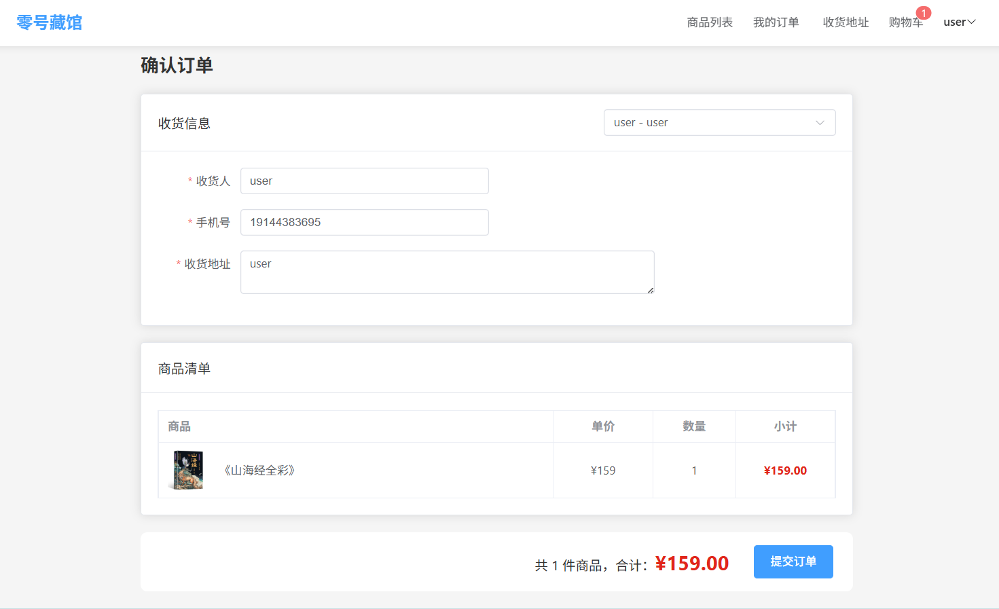 零号藏馆
商品列表 我的订单 收货地址 购物车 1 user
确认订单
收货信息 user - user
* 收货人 user
* 手机号 19144383695
* 收货地址 user
商品清单
商品 单价 数量 小计
山海经
《山海经全彩》 ¥159 1 ¥159.00
共 1 件商品，合计：¥159.00 提交订单